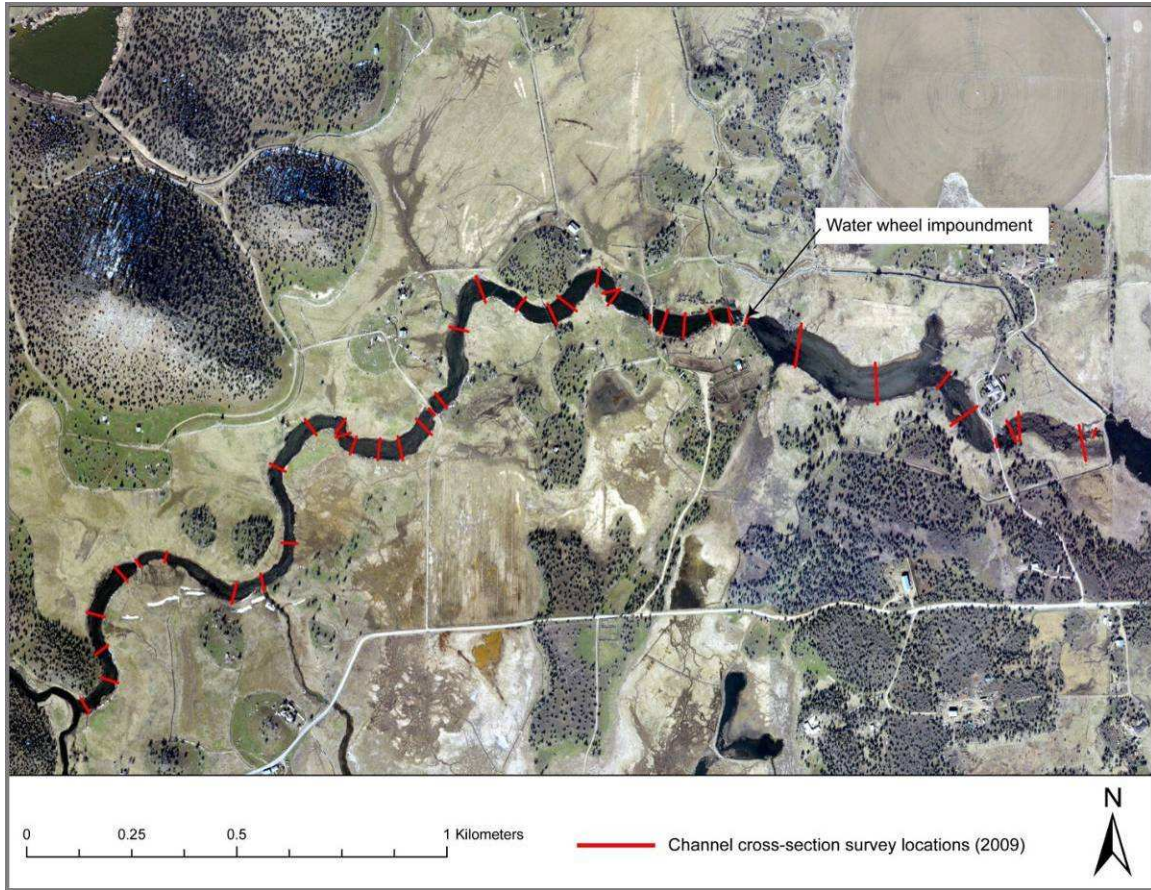 Water wheel impoundment
N
0 0.25 0.5 1 Kilometers
Channel cross-section survey locations (2009)